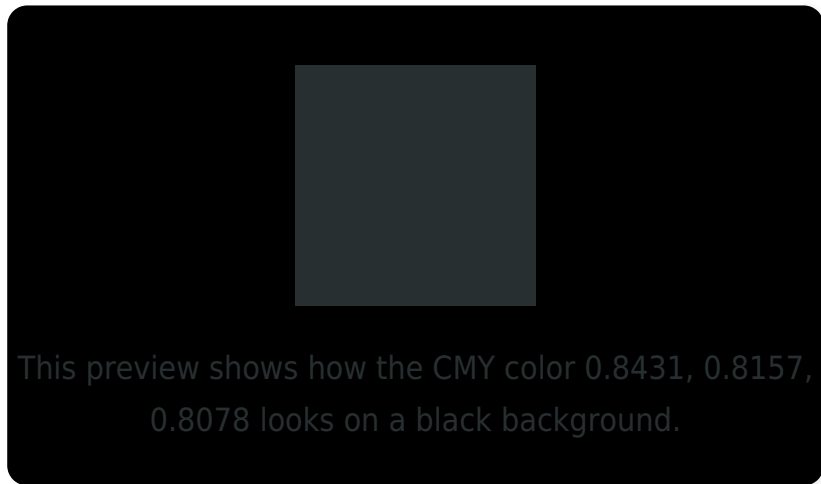 This preview shows how the CMY color 0.8431, 0.8157,
0.8078 looks on a black background.